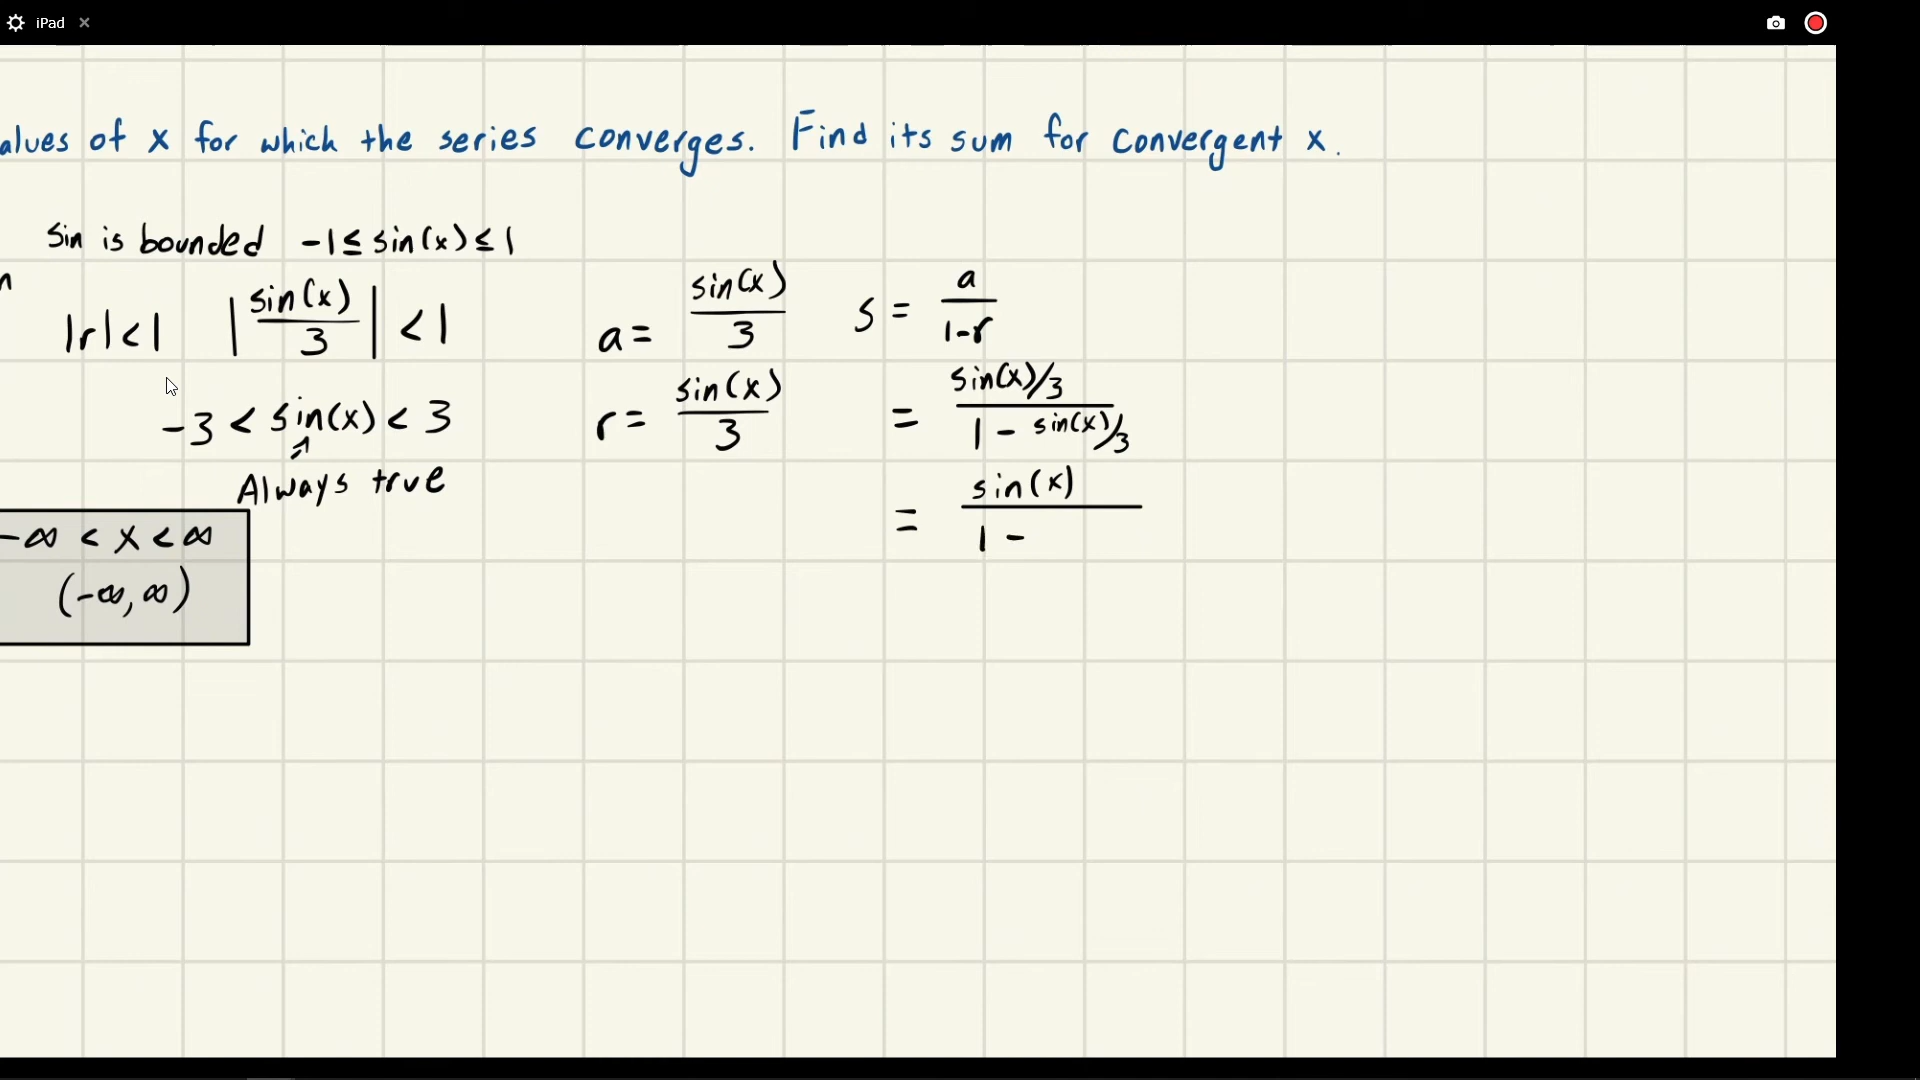 iPad
alues of x for which the series converges. Find its sum for convergent x.
Sin is bounded -1 ≤ sin(x) ≤ 1
n
|r| < 1 |sin(x)/3| < 1
-3 < sin(x) < 3
Always true
-∞ < x < ∞
(-∞, ∞)
a = sin(x)/3
r = sin(x)/3
S = a/(1-r)
= (sin(x)/3)/(1 - sin(x)/3)
= sin(x)/(1 -